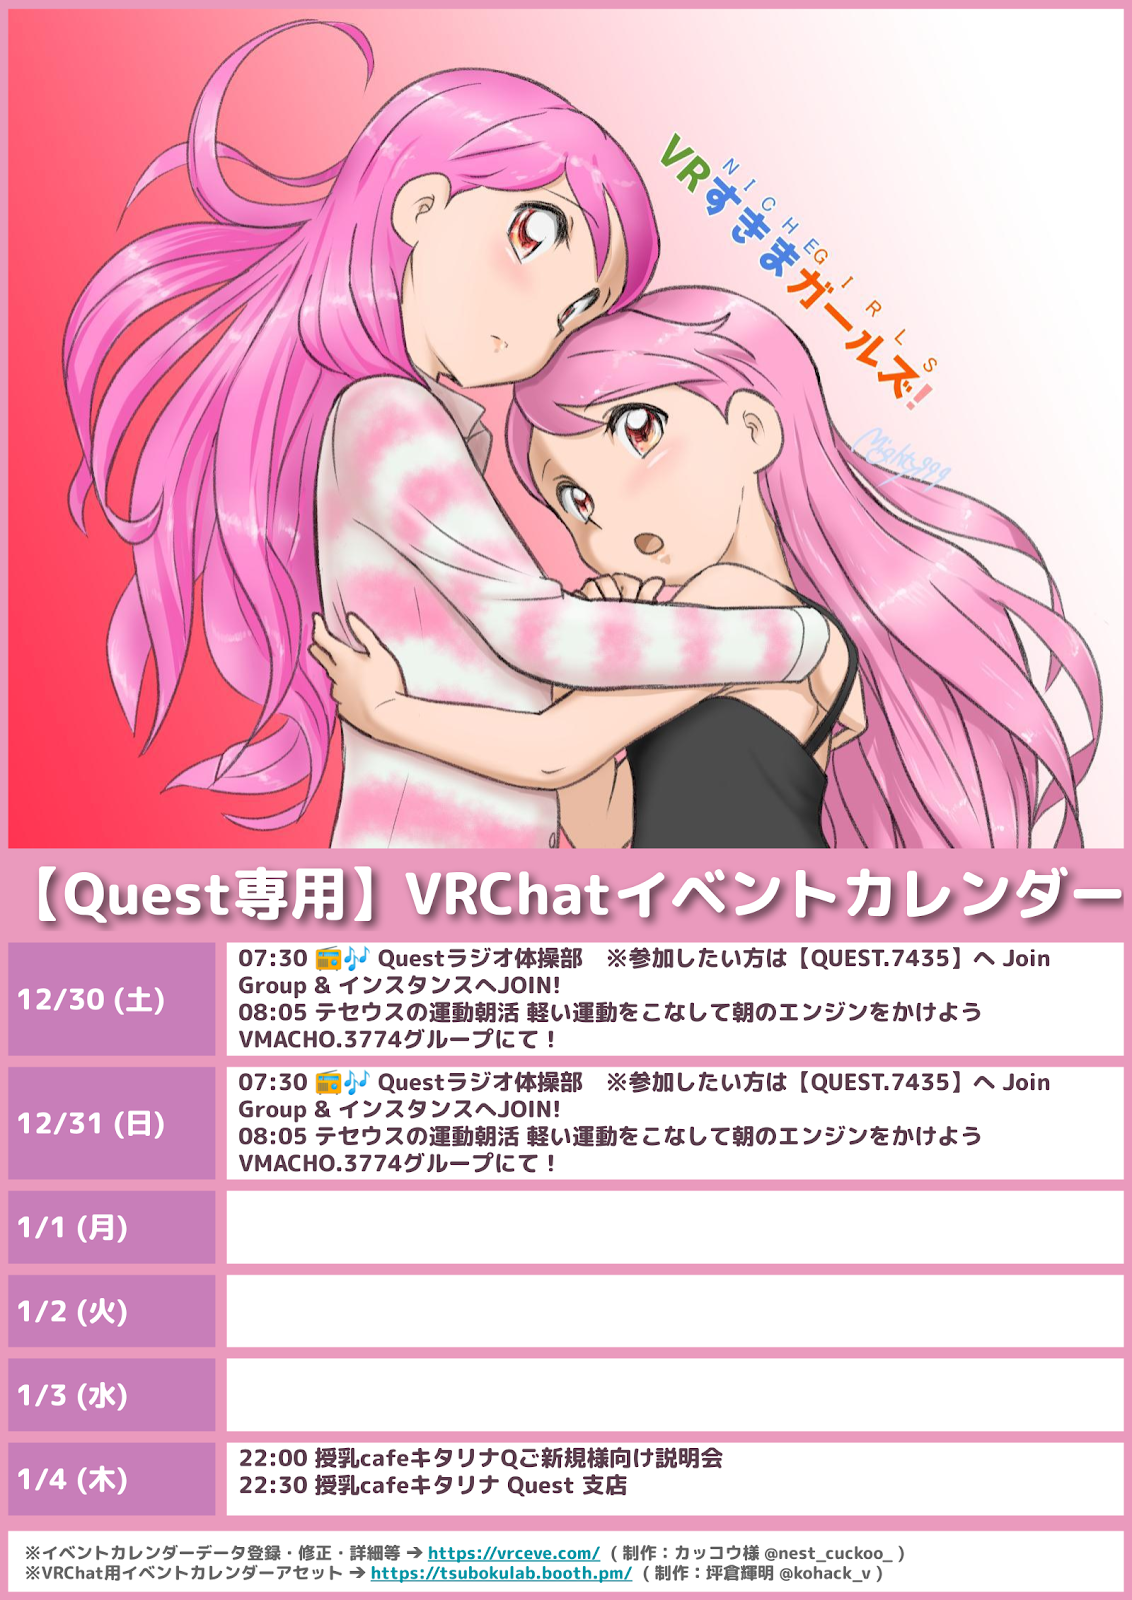 NICHE GIRLS
VRすきまガールズ!
Mighty999
【Quest専用】VRChatイベントカレンダー
12/30 (土)
07:30 📻🎶 Questラジオ体操部　※参加したい方は【QUEST.7435】へ Join
Group & インスタンスへJOIN!
08:05 テセウスの運動朝活 軽い運動をこなして朝のエンジンをかけよう
VMACHO.3774グループにて！
12/31 (日)
07:30 📻🎶 Questラジオ体操部　※参加したい方は【QUEST.7435】へ Join
Group & インスタンスへJOIN!
08:05 テセウスの運動朝活 軽い運動をこなして朝のエンジンをかけよう
VMACHO.3774グループにて！
1/1 (月)
1/2 (火)
1/3 (水)
1/4 (木)
22:00 授乳cafeキタリナQご新規様向け説明会
22:30 授乳cafeキタリナ Quest 支店
※イベントカレンダーデータ登録・修正・詳細等 ➔ https://vrceve.com/ （制作：カッコウ様 @nest_cuckoo_ ）
※VRChat用イベントカレンダーアセット ➔ https://tsubokulab.booth.pm/ （制作：坪倉輝明 @kohack_v ）